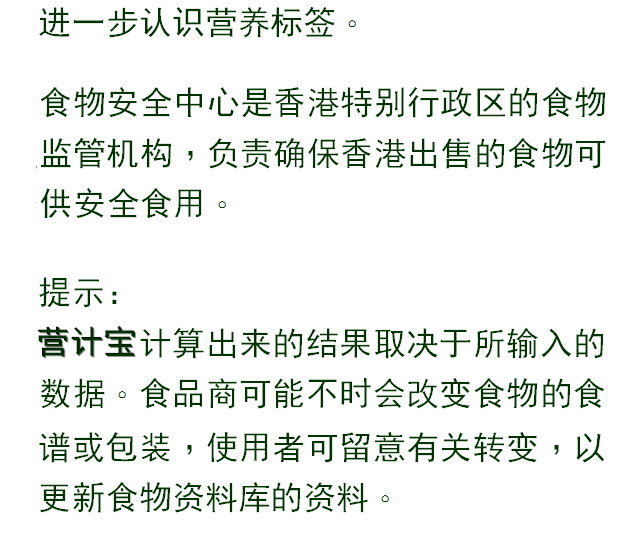 进一步认识营养标签。
食物安全中心是香港特别行政区的食物
监管机构，负责确保香港出售的食物可
供安全食用。
提示：
营计宝计算出来的结果取决于所输入的
数据。食品商可能不时会改变食物的食
谱或包装，使用者可留意有关转变，以
更新食物资料库的资料。